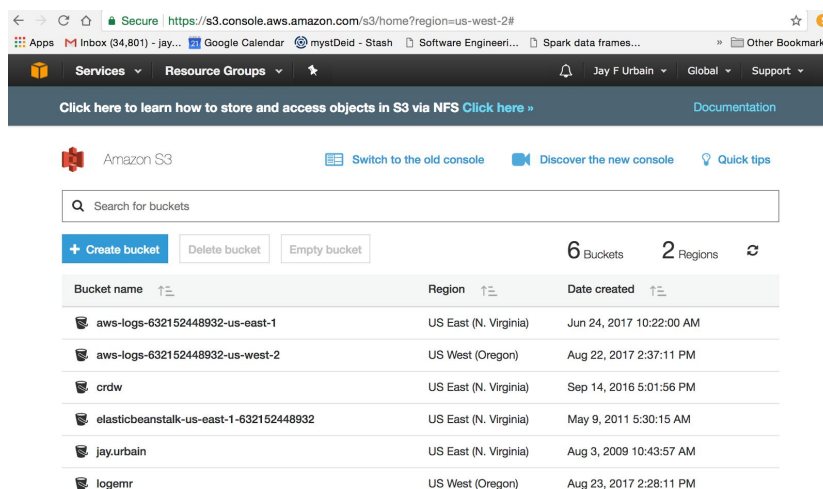 Secure https://s3.console.aws.amazon.com/s3/home?region=us-west-2#
Apps Inbox (34,801) - jay... 21 Google Calendar mystDeid - Stash Software Engineeri... Spark data frames... » Other Bookmark
Services Resource Groups Jay F Urbain Global Support
Click here to learn how to store and access objects in S3 via NFS Click here » Documentation
Amazon S3 Switch to the old console Discover the new console Quick tips
Search for buckets
+ Create bucket Delete bucket Empty bucket 6 Buckets 2 Regions
Bucket name Region Date created
aws-logs-632152448932-us-east-1 US East (N. Virginia) Jun 24, 2017 10:22:00 AM
aws-logs-632152448932-us-west-2 US West (Oregon) Aug 22, 2017 2:37:11 PM
crdw US East (N. Virginia) Sep 14, 2016 5:01:56 PM
elasticbeanstalk-us-east-1-632152448932 US East (N. Virginia) May 9, 2011 5:30:15 AM
jay.urbain US East (N. Virginia) Aug 3, 2009 10:43:57 AM
logemr US West (Oregon) Aug 23, 2017 2:28:11 PM